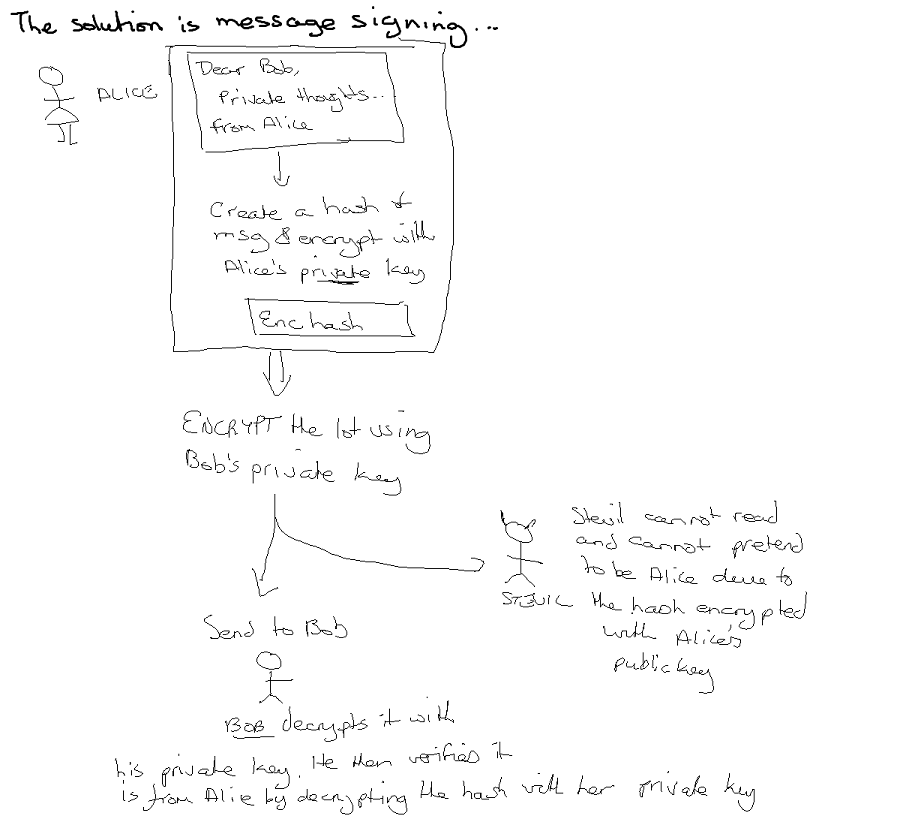 The solution is message signing...
ALICE
Dear Bob,
Private thoughts...
from Alice
Create a hash of
msg & encrypt with
Alice's private key
Enc hash
ENCRYPT the lot using
Bob's private key
Stevil cannot read
and cannot pretend
to be Alice deue to
STEVIL
the hash encrypted
with Alice's
public key
Send to Bob
BOB decrypts it with
his private key. He then verifies it
is from Alie by decrypting the hash with her private key